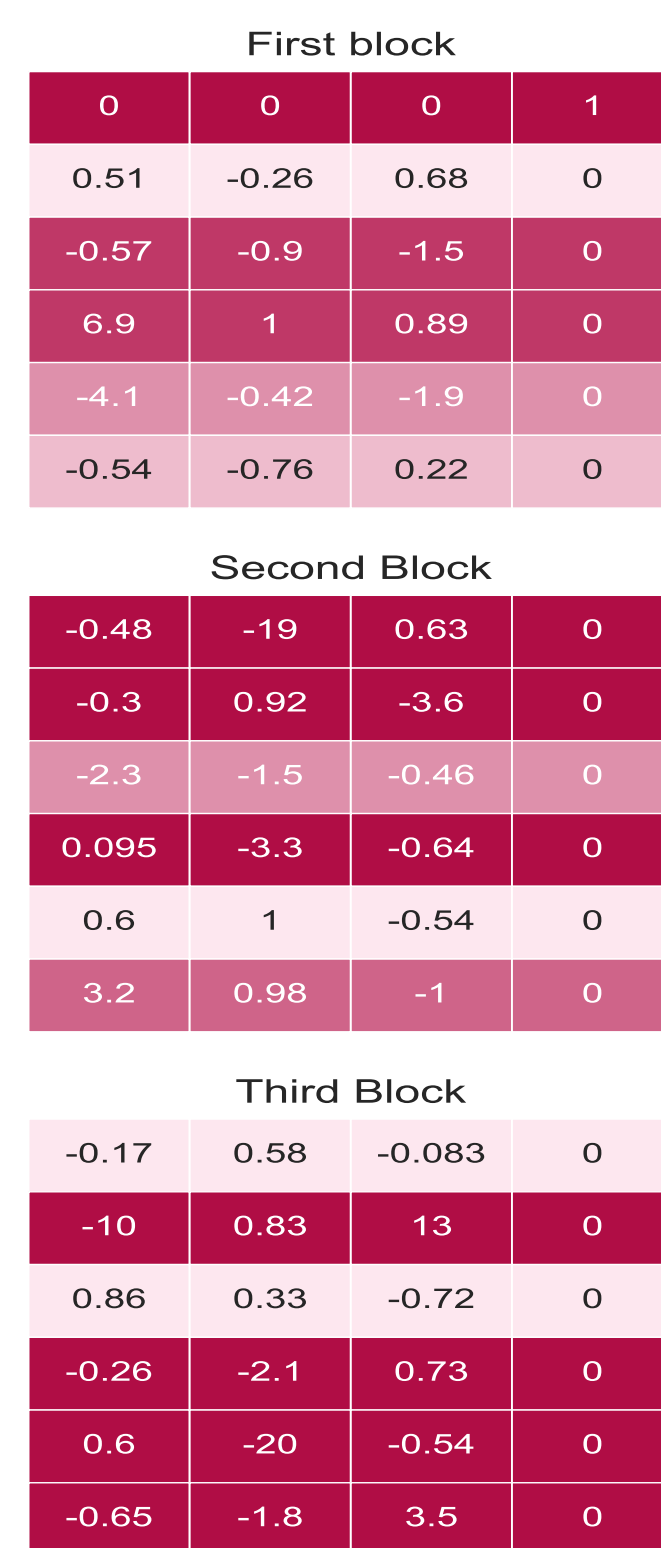 First block
0 0 0 1
0.51 -0.26 0.68 0
-0.57 -0.9 -1.5 0
6.9 1 0.89 0
-4.1 -0.42 -1.9 0
-0.54 -0.76 0.22 0
Second Block
-0.48 -19 0.63 0
-0.3 0.92 -3.6 0
-2.3 -1.5 -0.46 0
0.095 -3.3 -0.64 0
0.6 1 -0.54 0
3.2 0.98 -1 0
Third Block
-0.17 0.58 -0.083 0
-10 0.83 13 0
0.86 0.33 -0.72 0
-0.26 -2.1 0.73 0
0.6 -20 -0.54 0
-0.65 -1.8 3.5 0